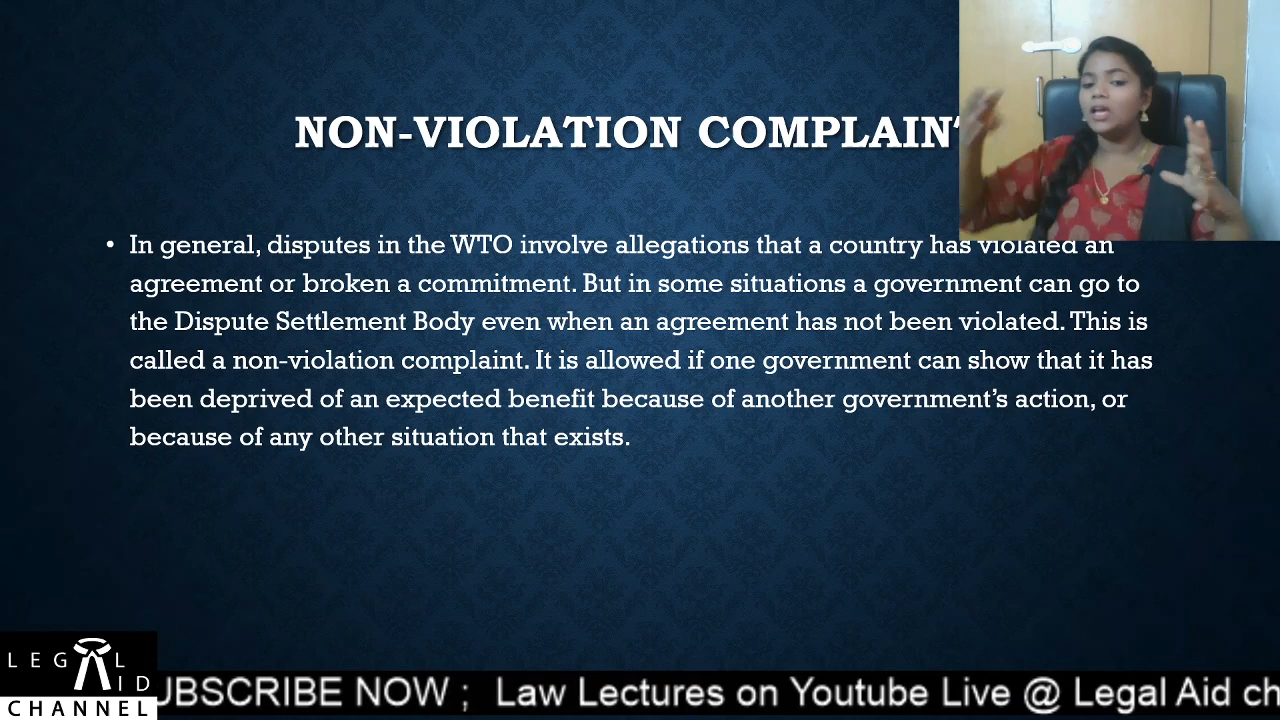 NON-VIOLATION COMPLAINT
• In general, disputes in the WTO involve allegations that a country has violated an
agreement or broken a commitment. But in some situations a government can go to
the Dispute Settlement Body even when an agreement has not been violated. This is
called a non-violation complaint. It is allowed if one government can show that it has
been deprived of an expected benefit because of another government’s action, or
because of any other situation that exists.
LEGAL
AID
CHANNEL
UBSCRIBE NOW ; Law Lectures on Youtube Live @ Legal Aid ch